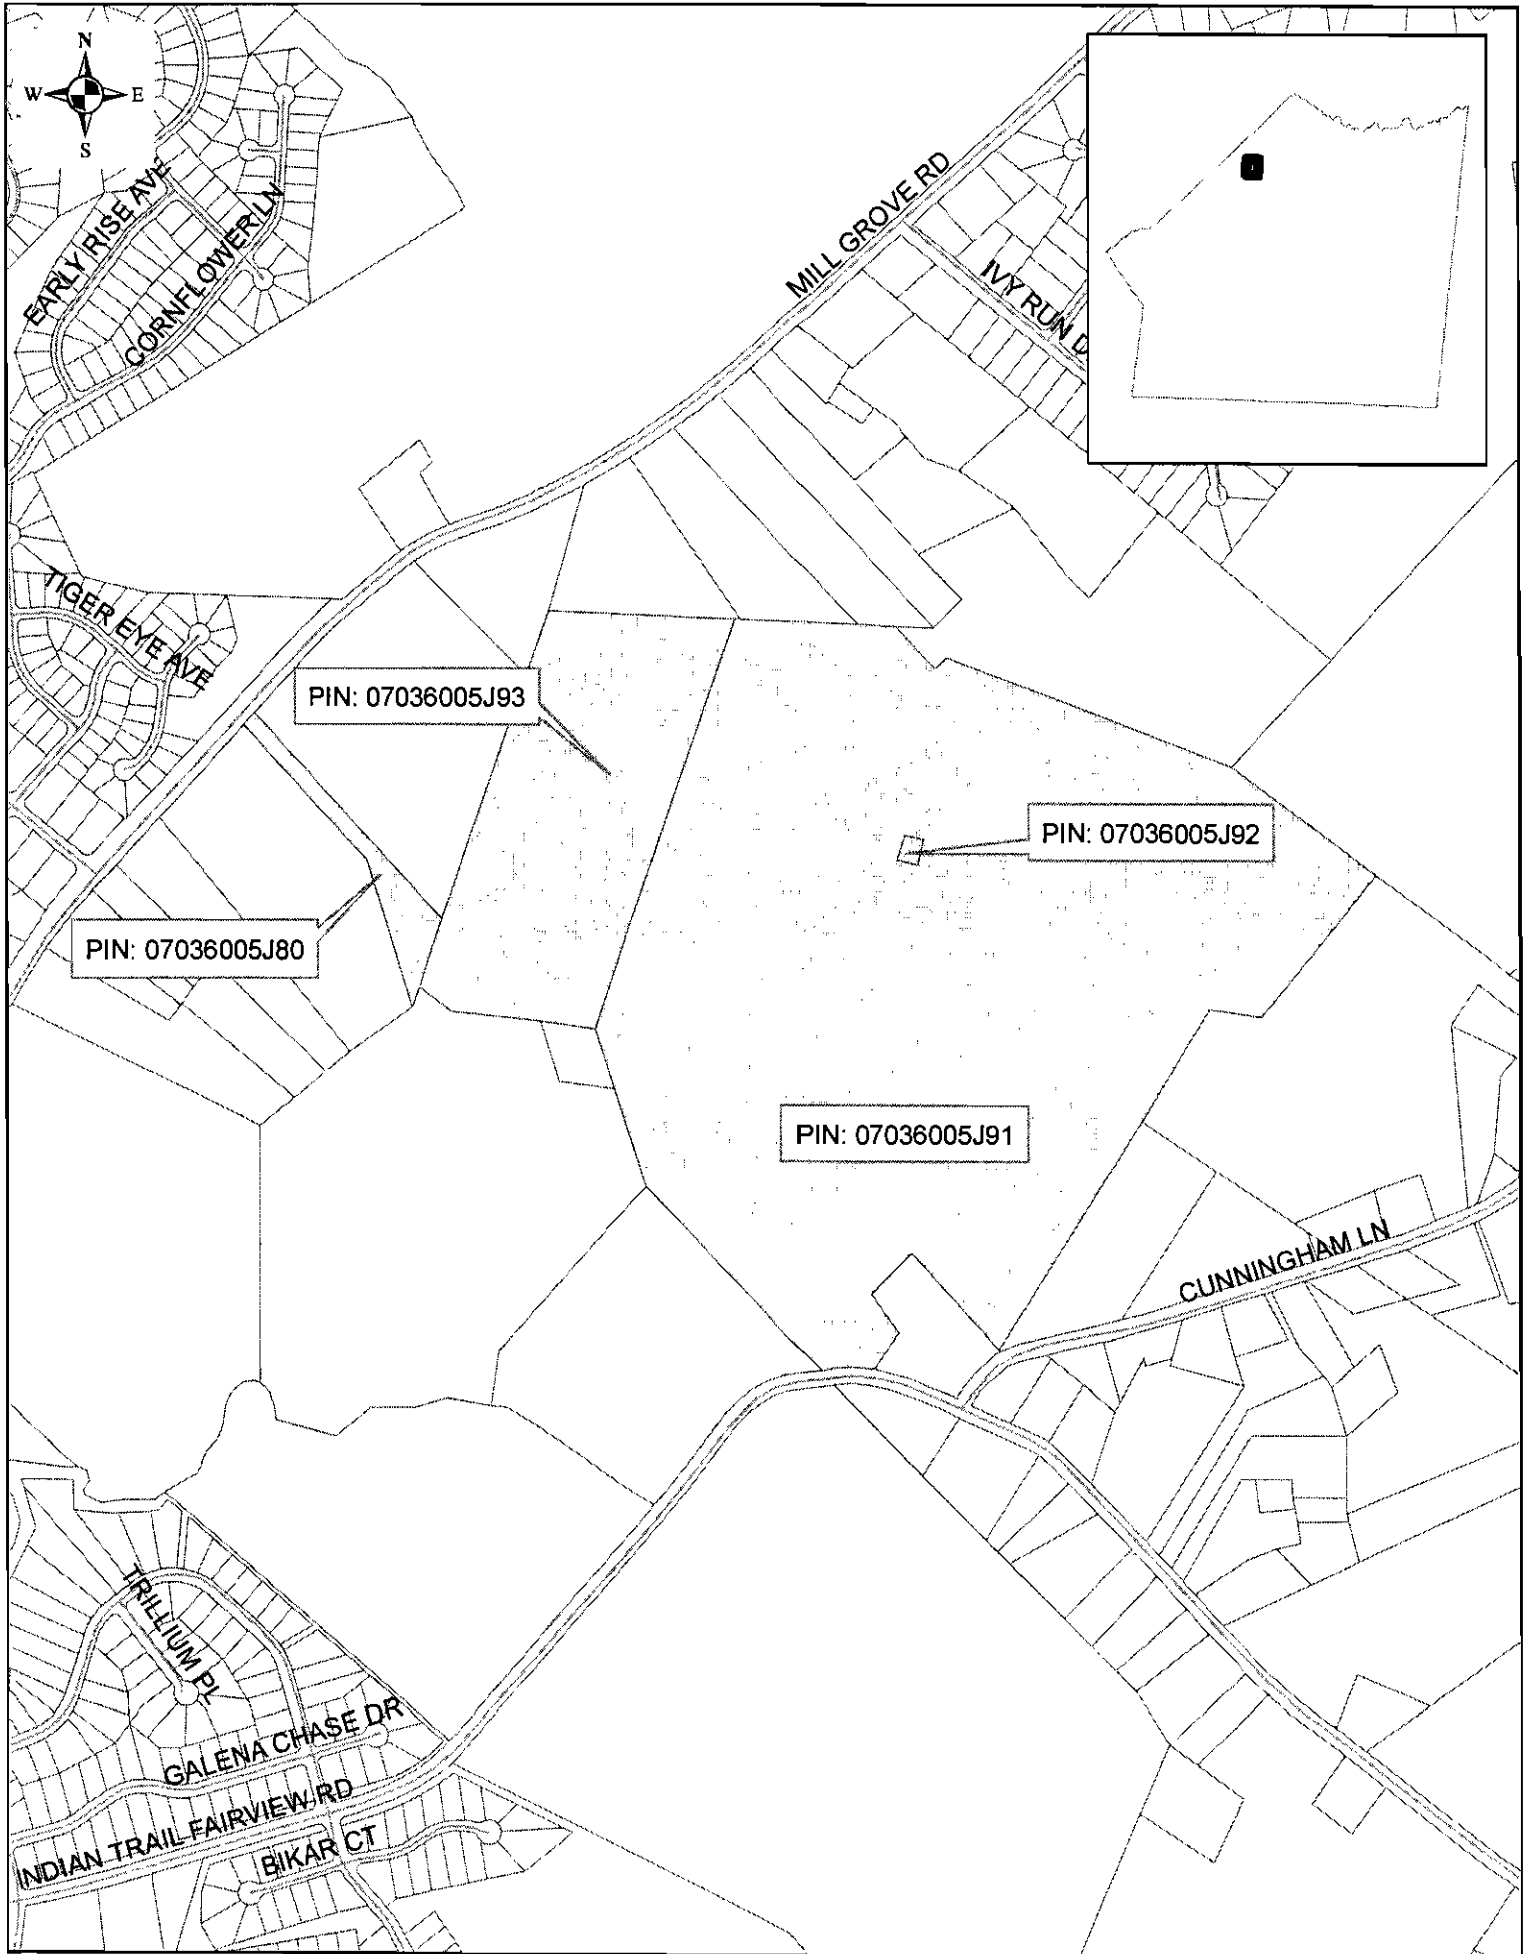 N
W E
S
EARLY RISE AVE
CORNFLOWER LN
MILL GROVE RD
IVY RUN D
TIGER EYE AVE
PIN: 07036005J93
PIN: 07036005J92
PIN: 07036005J80
PIN: 07036005J91
CUNNINGHAM LN
TRILLIUM PL
GALENA CHASE DR
INDIAN TRAIL FAIRVIEW RD
BIKAR CT